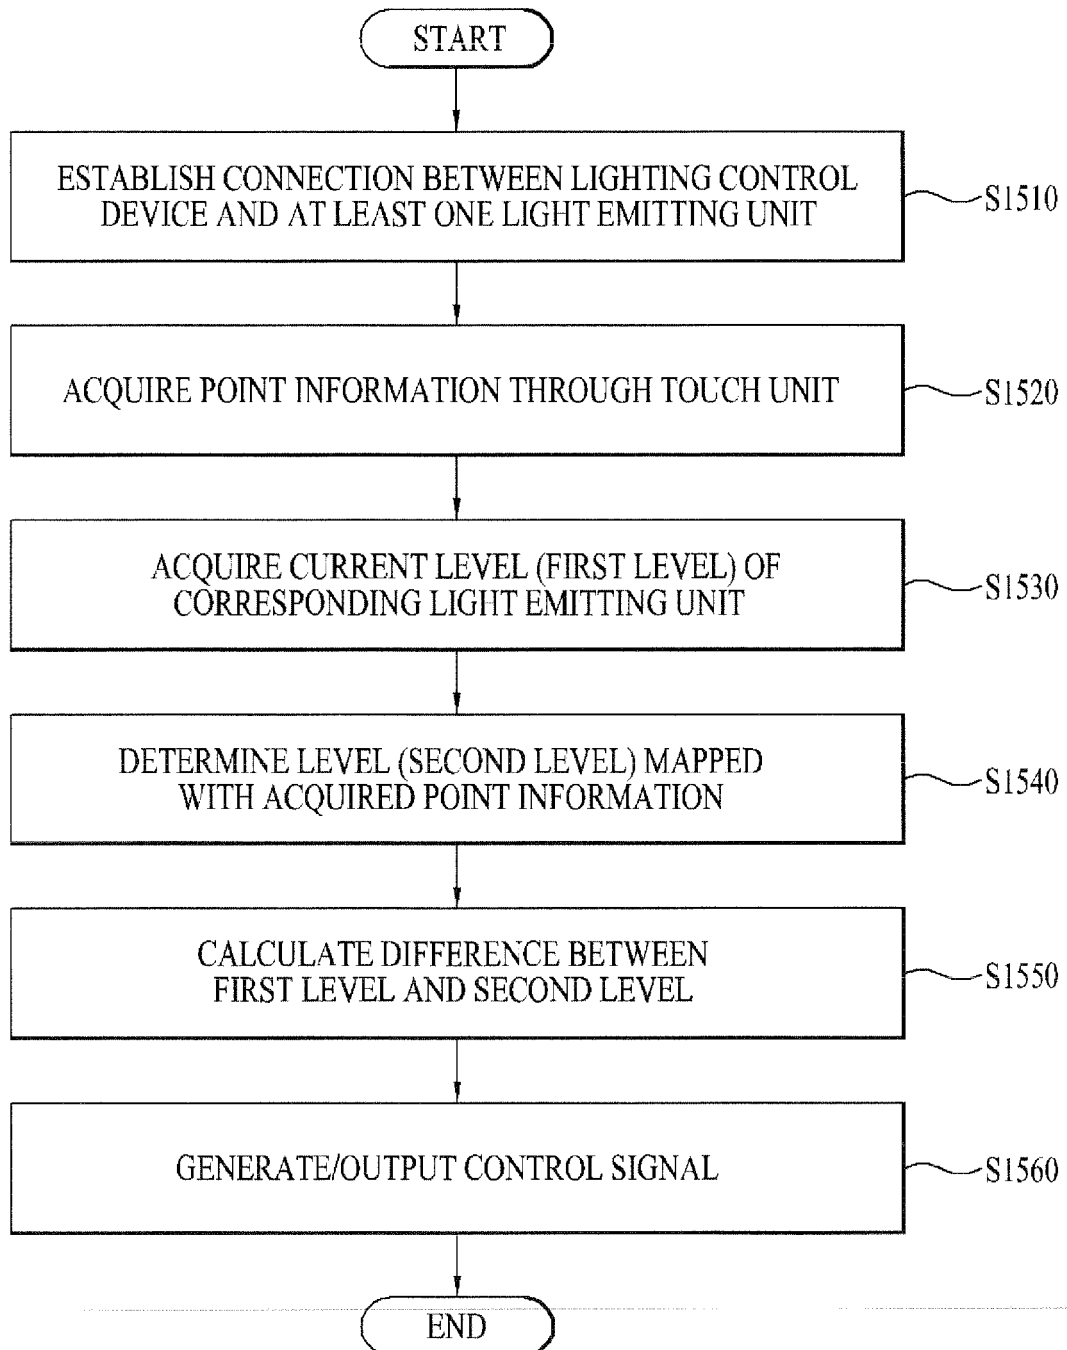 START
ESTABLISH CONNECTION BETWEEN LIGHTING CONTROL
DEVICE AND AT LEAST ONE LIGHT EMITTING UNIT
S1510
ACQUIRE POINT INFORMATION THROUGH TOUCH UNIT
S1520
ACQUIRE CURRENT LEVEL (FIRST LEVEL) OF
CORRESPONDING LIGHT EMITTING UNIT
S1530
DETERMINE LEVEL (SECOND LEVEL) MAPPED
WITH ACQUIRED POINT INFORMATION
S1540
CALCULATE DIFFERENCE BETWEEN
FIRST LEVEL AND SECOND LEVEL
S1550
GENERATE/OUTPUT CONTROL SIGNAL
S1560
END